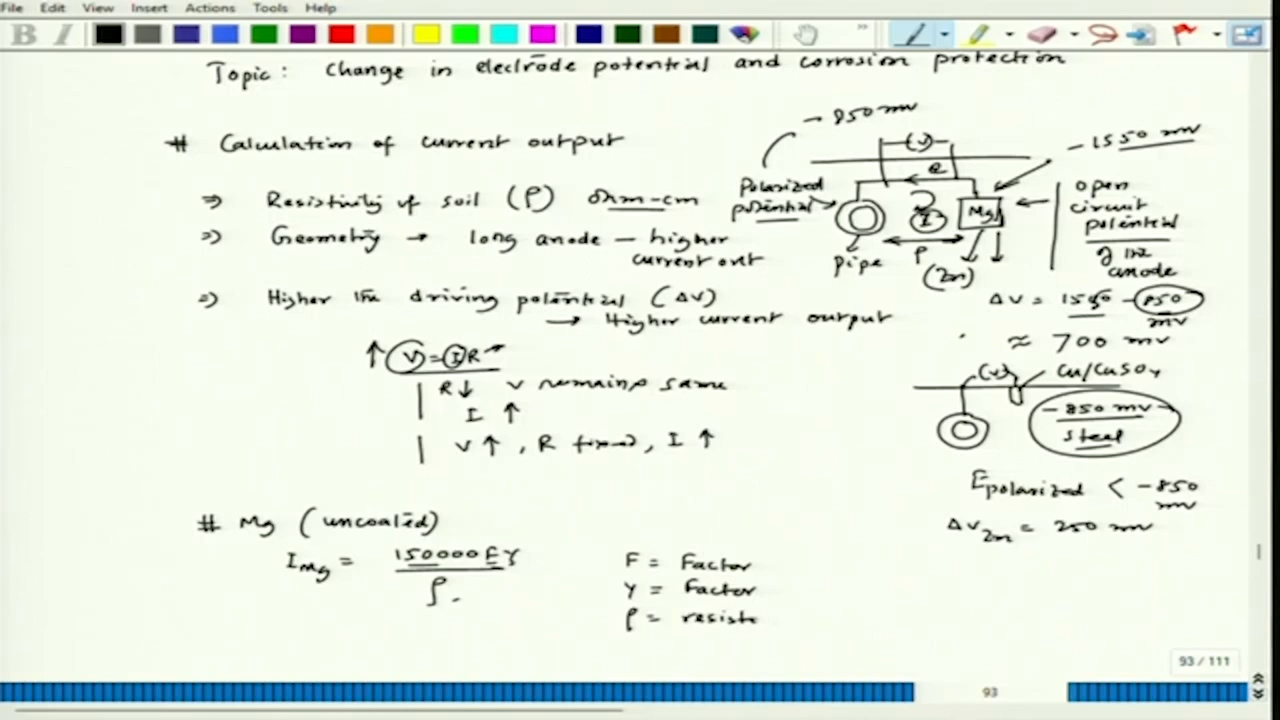 File Edit View Insert Actions Tools Help
B I
Topic: Change in electrode potential and corrosion protection
# Calculation of current output
⇒ Resistivity of soil (ρ) ohm-cm
⇒ Geometry → long anode – higher
current over
⇒ Higher the driving potential (ΔV)
→ Higher current output
↑ V = IR
R↓ V remains same
I ↑
V ↑, R fixed, I ↑
# Mg (uncoated)
I Mg = 150000 FY
ρ.
F = Factor
Y = Factor
ρ = resiste
– 850 mv
(V)
– 1550 mv
e
Polarized
potential
I
Mg
open
circuit
potential
of the
anode
pipe
ρ
(Zn)
ΔV = 1550 – 850
mv
≈ 700 mv
(V)
Cu/CuSO4
– 850 mv –
steel
E polarized < – 850
mv
ΔV Zn = 250 mv
93 / 111
93